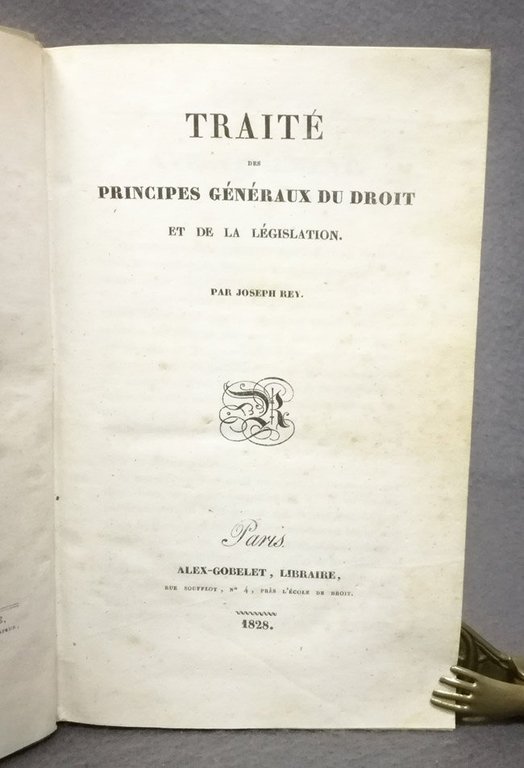 TRAITÉ
DES
PRINCIPES GÉNÉRAUX DU DROIT
ET DE LA LÉGISLATION.
PAR JOSEPH REY.
R
Paris.
ALEX-GOBELET, LIBRAIRE,
RUE SOUFFLOT, Nº 4, PRÈS L'ÉCOLE DE DROIT.
1828.